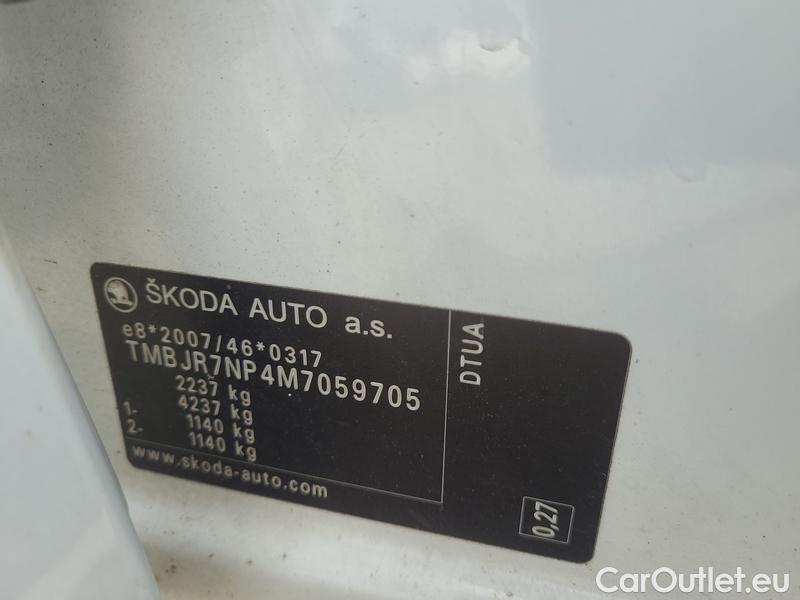 ŠKODA AUTO a.s.
e8*2007/46*0317
TMBJR7NP4M7059705
2237 kg
4237 kg
1- 1140 kg
2- 1140 kg
www.skoda-auto.com
DTUA
0,27
CarOutlet.eu